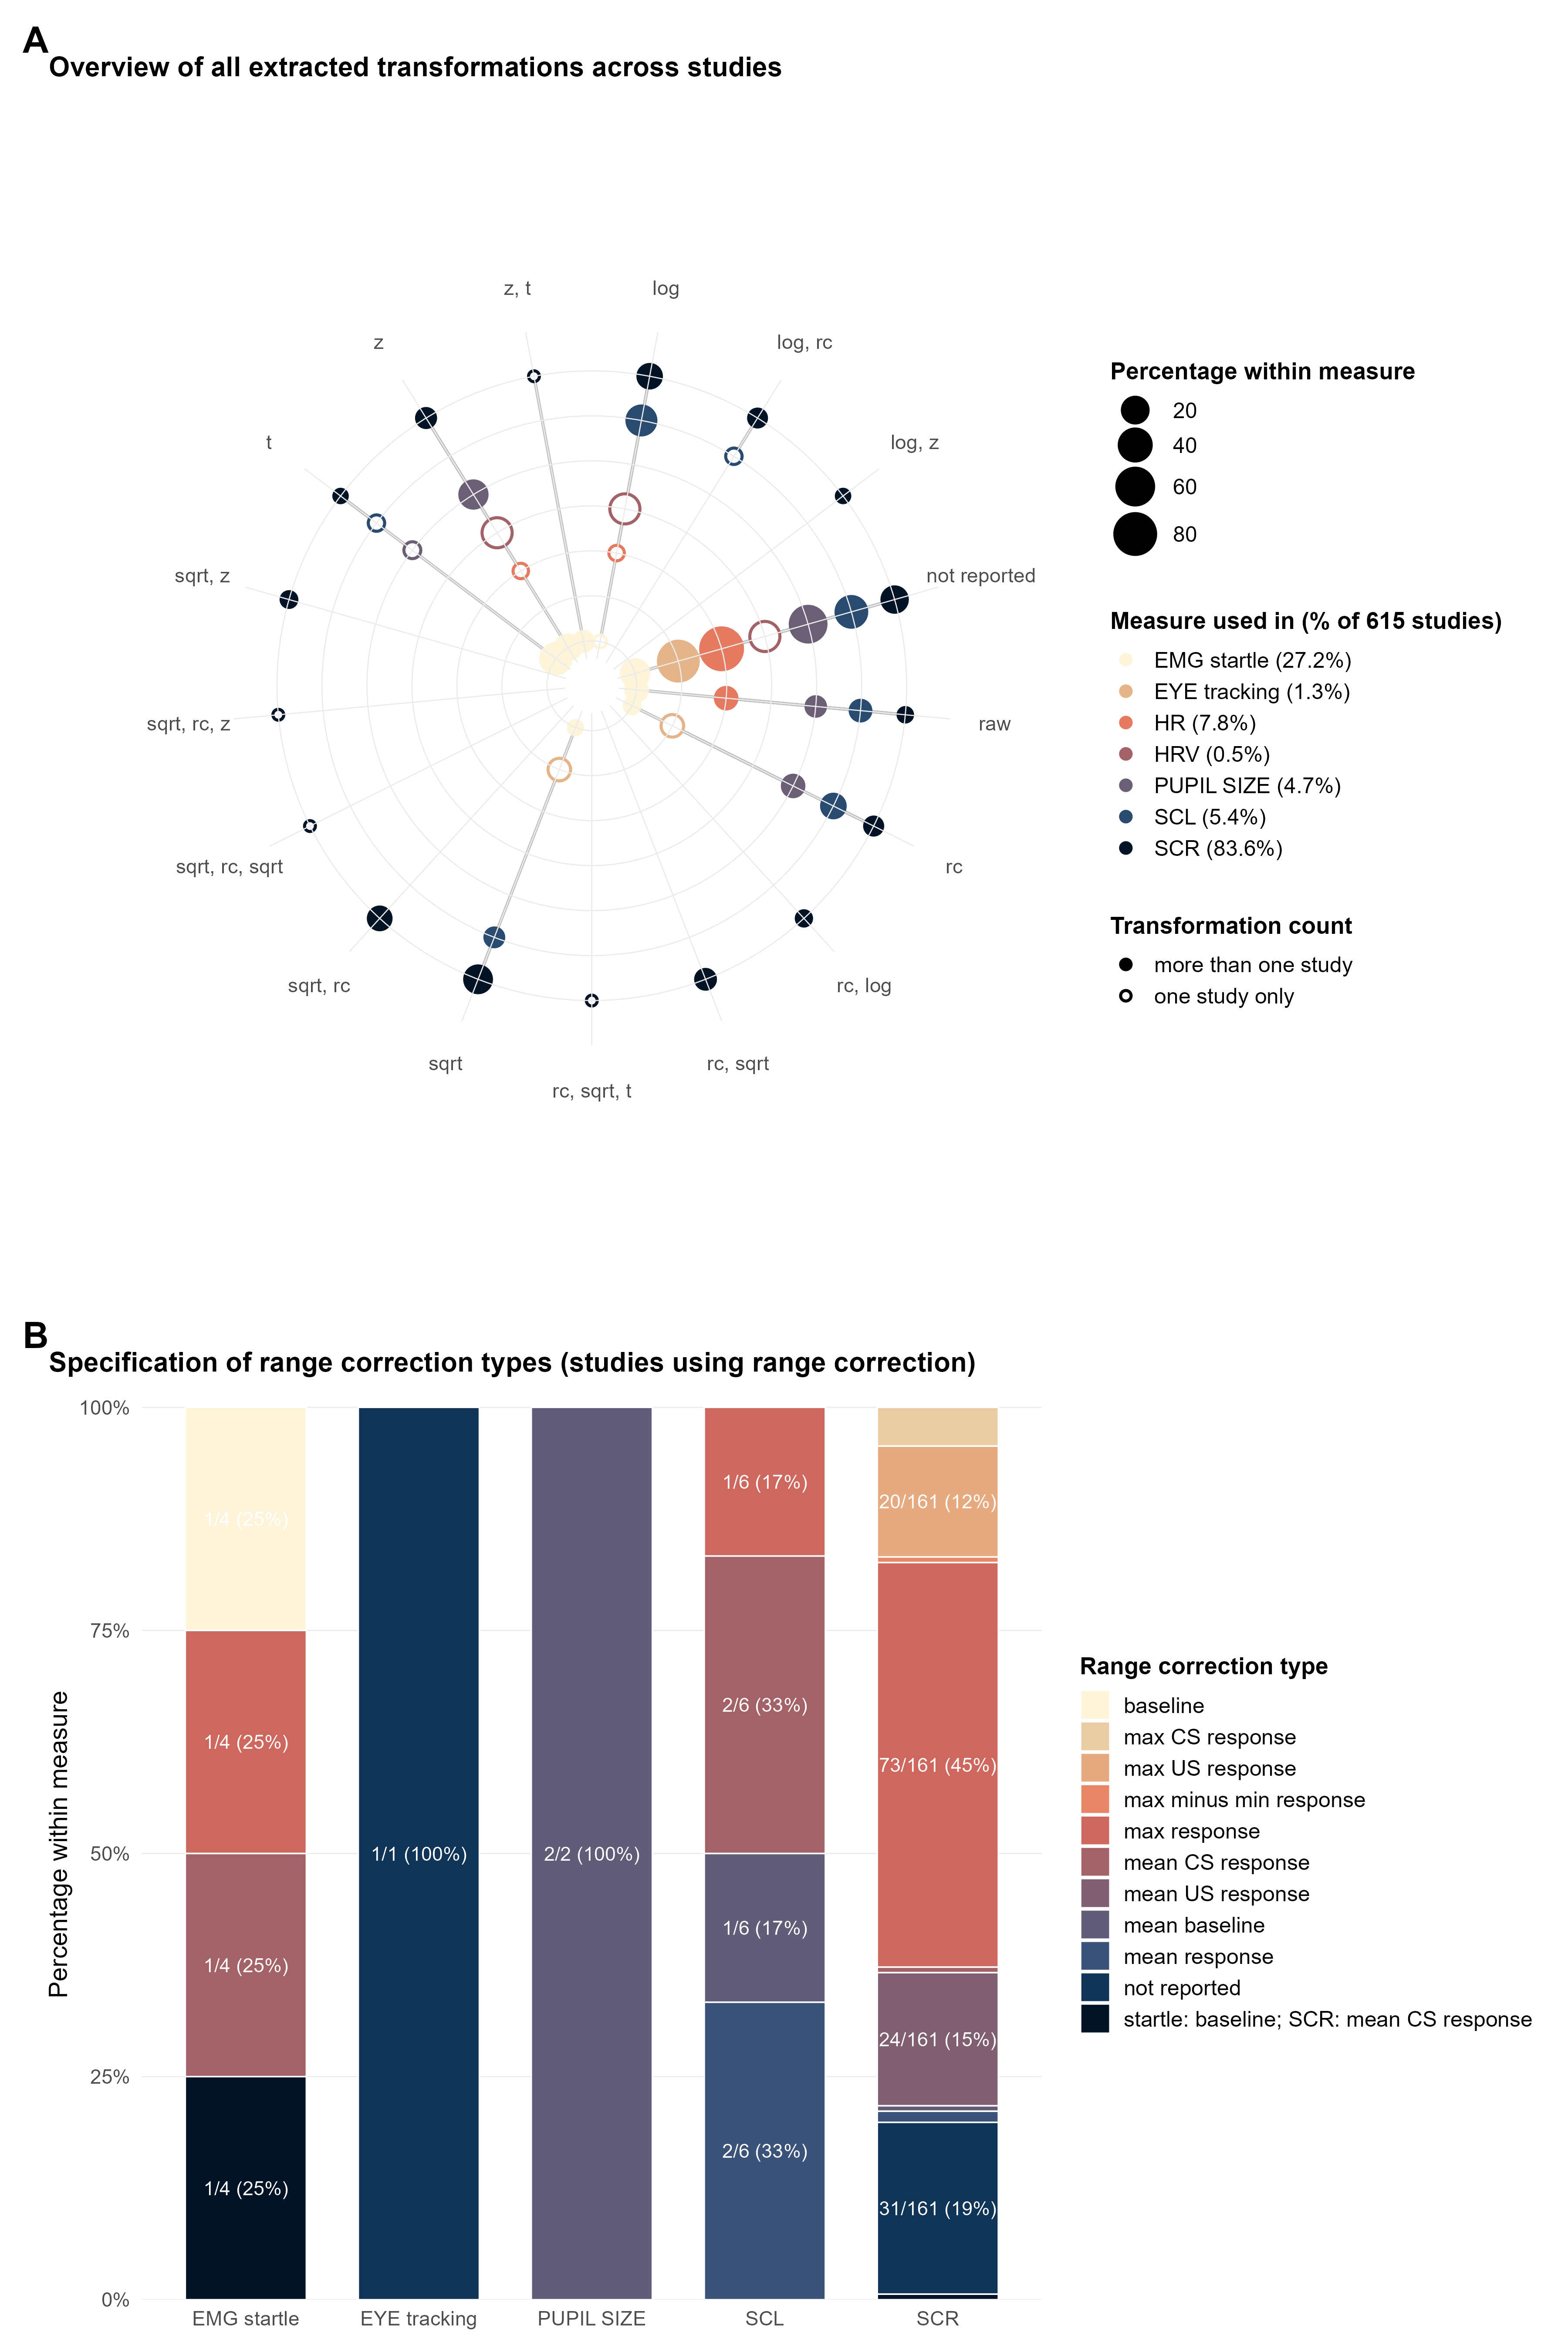 A
Overview of all extracted transformations across studies
z, t
log
z
log, rc
t
log, z
sqrt, z
not reported
sqrt, rc, z
raw
sqrt, rc, sqrt
rc
sqrt, rc
rc, log
sqrt
rc, sqrt
rc, sqrt, t
Percentage within measure
20
40
60
80
Measure used in (% of 615 studies)
EMG startle (27.2%)
EYE tracking (1.3%)
HR (7.8%)
HRV (0.5%)
PUPIL SIZE (4.7%)
SCL (5.4%)
SCR (83.6%)
Transformation count
more than one study
one study only
B
Specification of range correction types (studies using range correction)
Percentage within measure
100%
75%
50%
25%
0%
1/4 (25%)
1/4 (25%)
1/4 (25%)
1/4 (25%)
1/1 (100%)
2/2 (100%)
1/6 (17%)
2/6 (33%)
1/6 (17%)
2/6 (33%)
20/161 (12%)
73/161 (45%)
24/161 (15%)
31/161 (19%)
EMG startle
EYE tracking
PUPIL SIZE
SCL
SCR
Range correction type
baseline
max CS response
max US response
max minus min response
max response
mean CS response
mean US response
mean baseline
mean response
not reported
startle: baseline; SCR: mean CS response